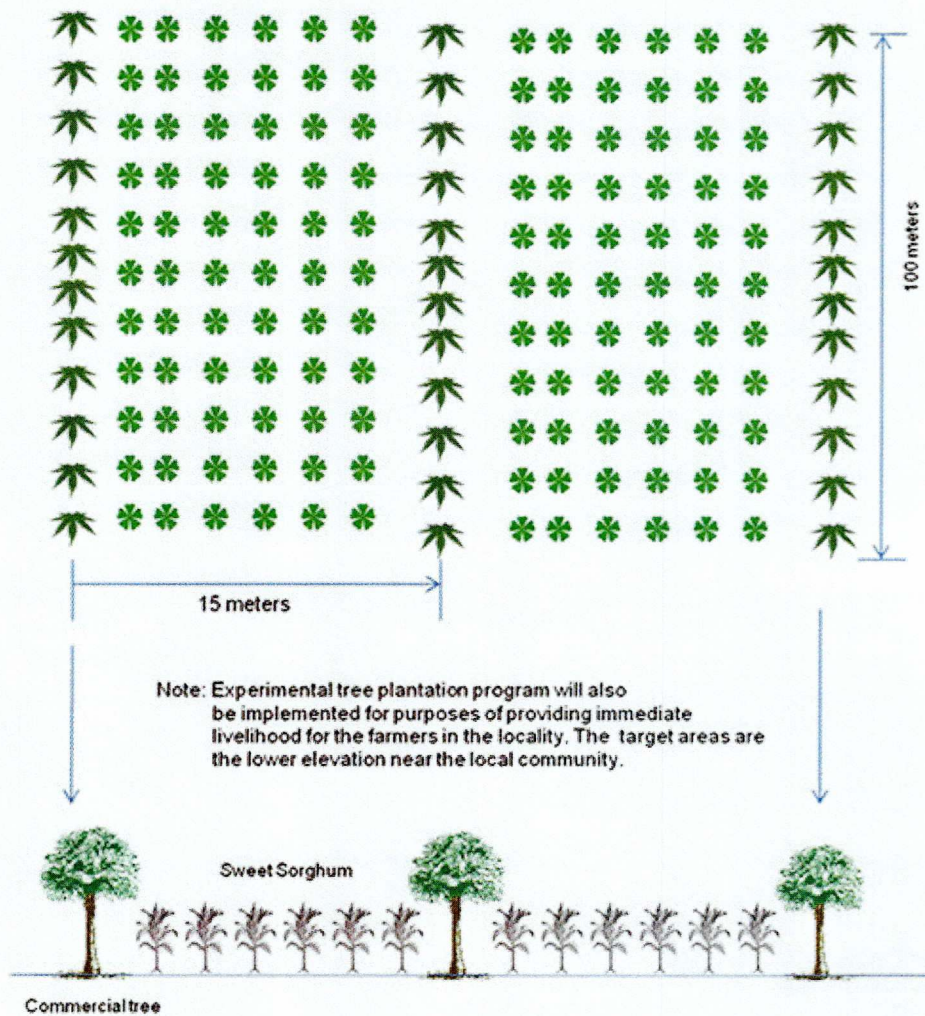 100 meters
15 meters
Note: Experimental tree plantation program will also
be implemented for purposes of providing immediate
livelihood for the farmers in the locality. The target areas are
the lower elevation near the local community.
Sweet Sorghum
Commercial tree